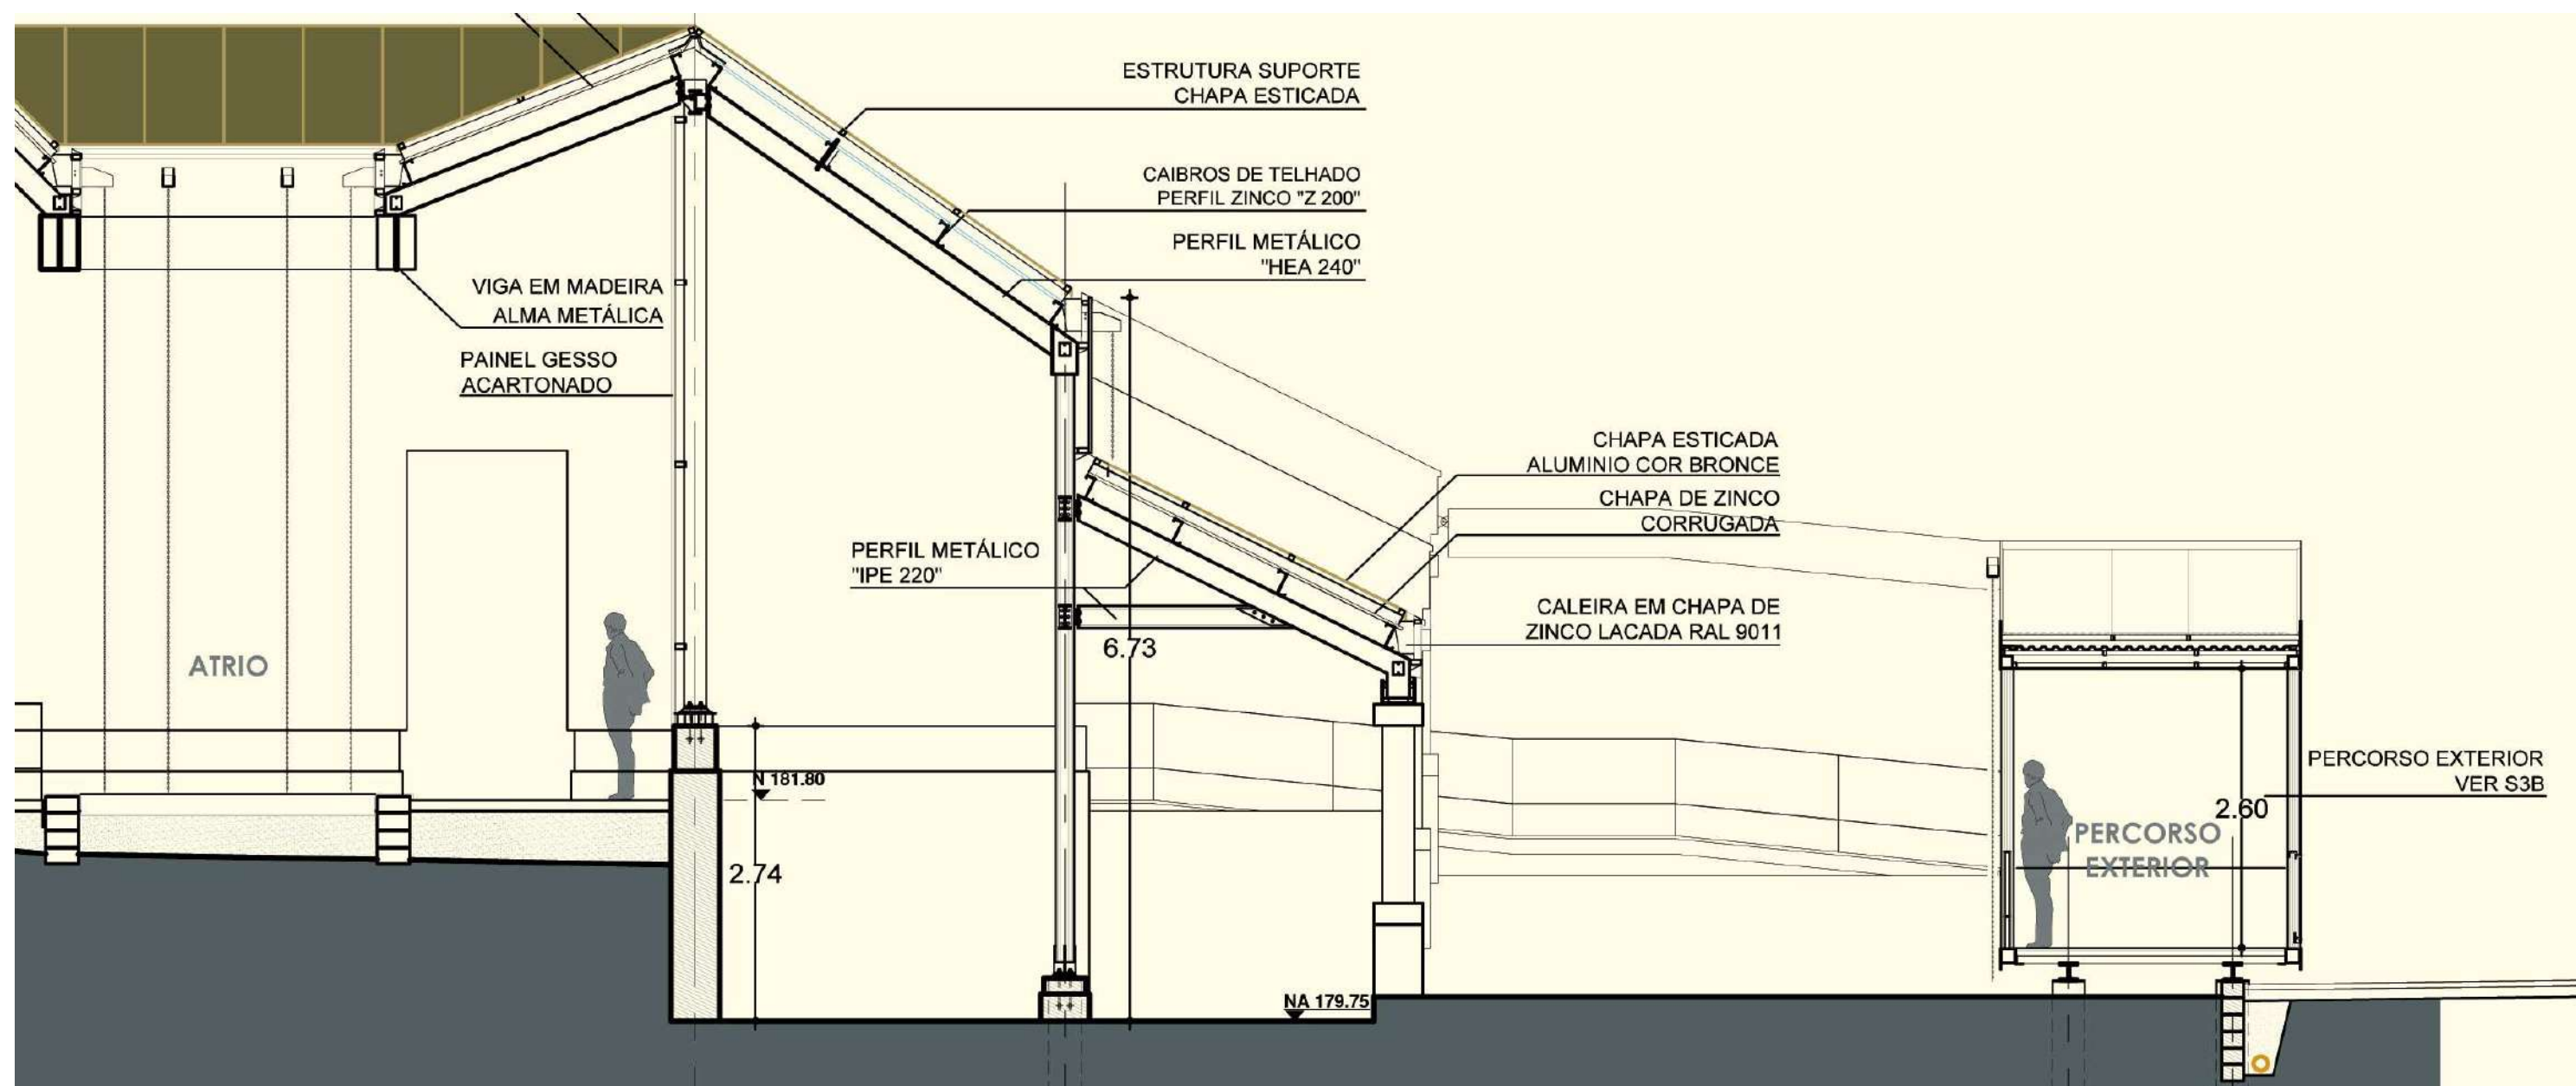 ESTRUTURA SUPORTE
CHAPA ESTICADA
CAIBROS DE TELHADO
PERFIL ZINCO "Z 200"
PERFIL METÁLICO
"HEA 240"
VIGA EM MADEIRA
ALMA METÁLICA
PAINEL GESSO
ACARTONADO
CHAPA ESTICADA
ALUMINIO COR BRONCE
CHAPA DE ZINCO
CORRUGADA
PERFIL METÁLICO
"IPE 220"
CALEIRA EM CHAPA DE
ZINCO LACADA RAL 9011
6.73
ATRIO
N 181.80
2.74
NA 179.75
PERCORSO EXTERIOR
VER S3B
2.60
PERCORSO
EXTERIOR